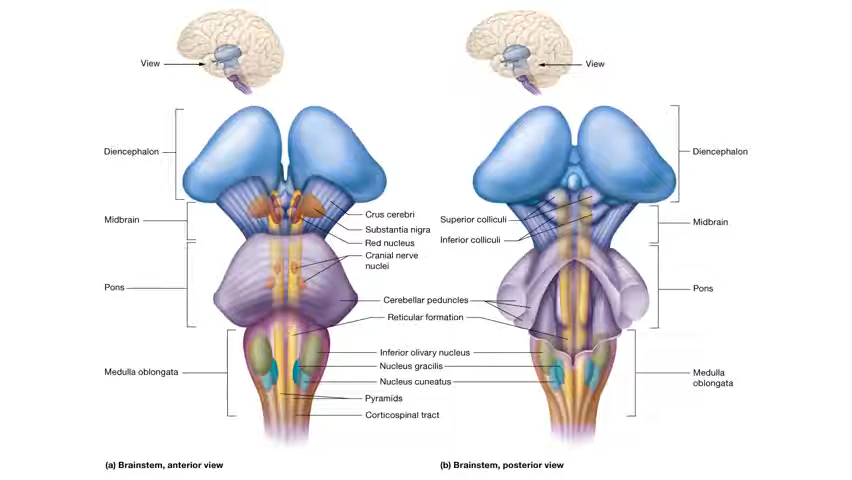 View
View
Diencephalon
Midbrain
Pons
Medulla oblongata
Crus cerebri
Substantia nigra
Red nucleus
Cranial nerve
nuclei
Cerebellar peduncles
Reticular formation
Inferior olivary nucleus
Nucleus gracilis
Nucleus cuneatus
Pyramids
Corticospinal tract
Superior colliculi
Inferior colliculi
Diencephalon
Midbrain
Pons
Medulla
oblongata
(a) Brainstem, anterior view
(b) Brainstem, posterior view